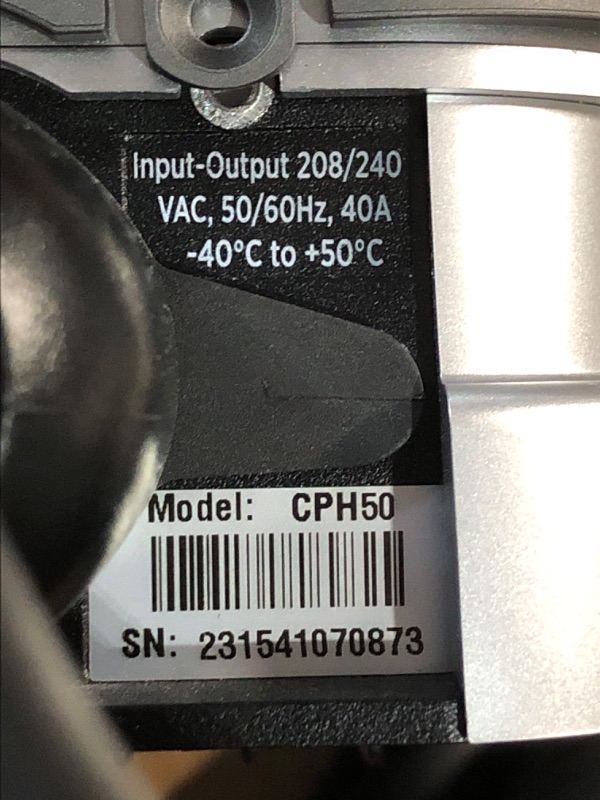 Input-Output 208/240
VAC, 50/60Hz, 40A
-40°C to +50°C
Model: CPH50
SN: 231541070873